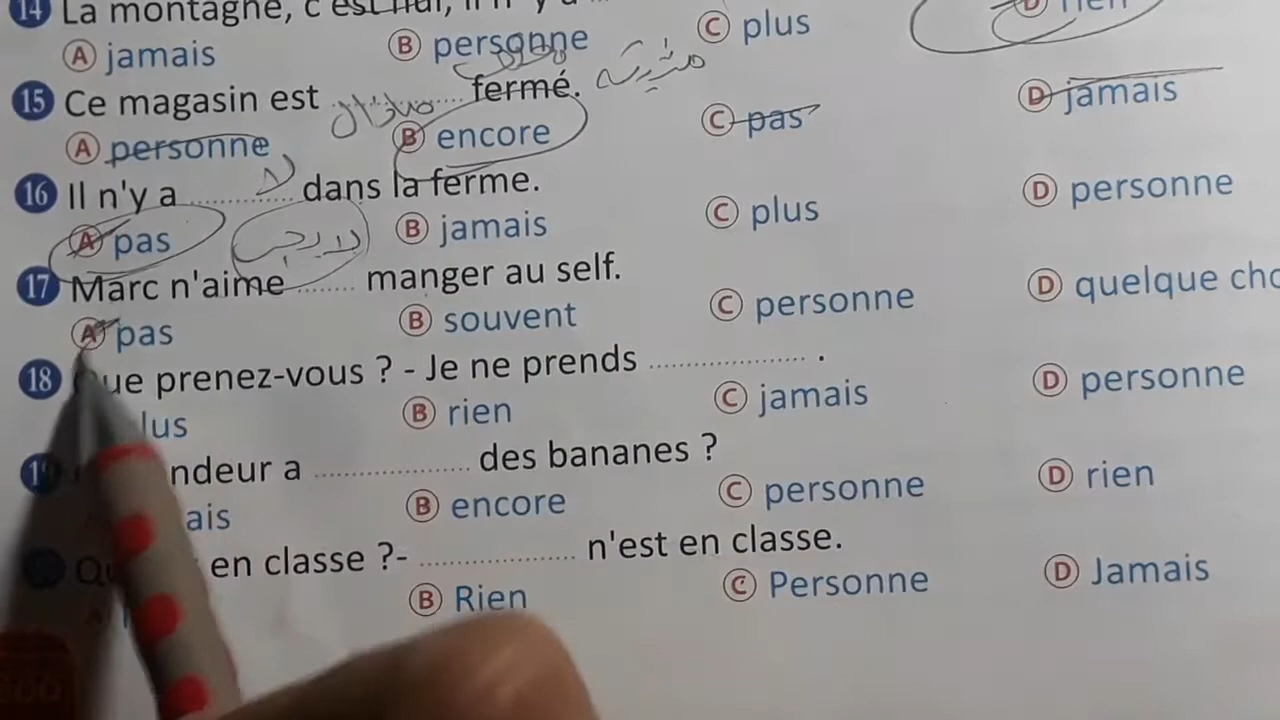 14 La montagne, c'est nul, il n'y a ...
A jamais B personne C plus D rien
15 Ce magasin est ........ fermé.
A personne B encore C pas D jamais
16 Il n'y a ............ dans la ferme.
A pas B jamais C plus D personne
17 Marc n'aime ....... manger au self.
A pas B souvent C personne D quelque cho
18 ue prenez-vous ? - Je ne prends .................. .
lus B rien C jamais D personne
ndeur a .................. des bananes ?
ais B encore C personne D rien
Qu en classe ?- .................. n'est en classe.
B Rien C Personne D Jamais